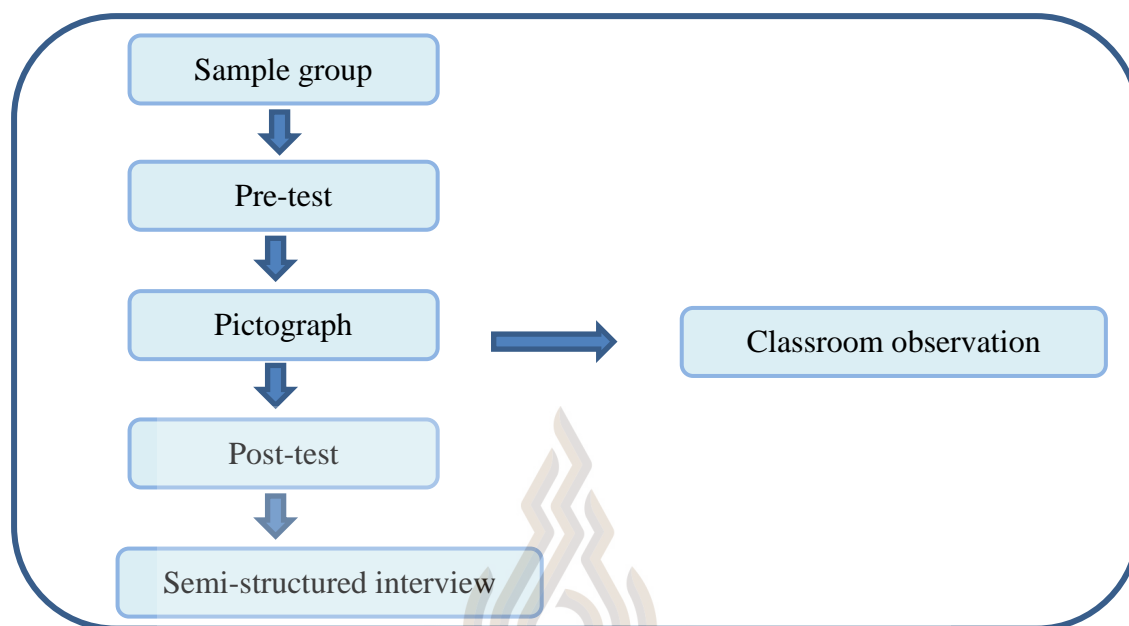 Sample group
Pre-test
Pictograph
Classroom observation
Post-test
Semi-structured interview